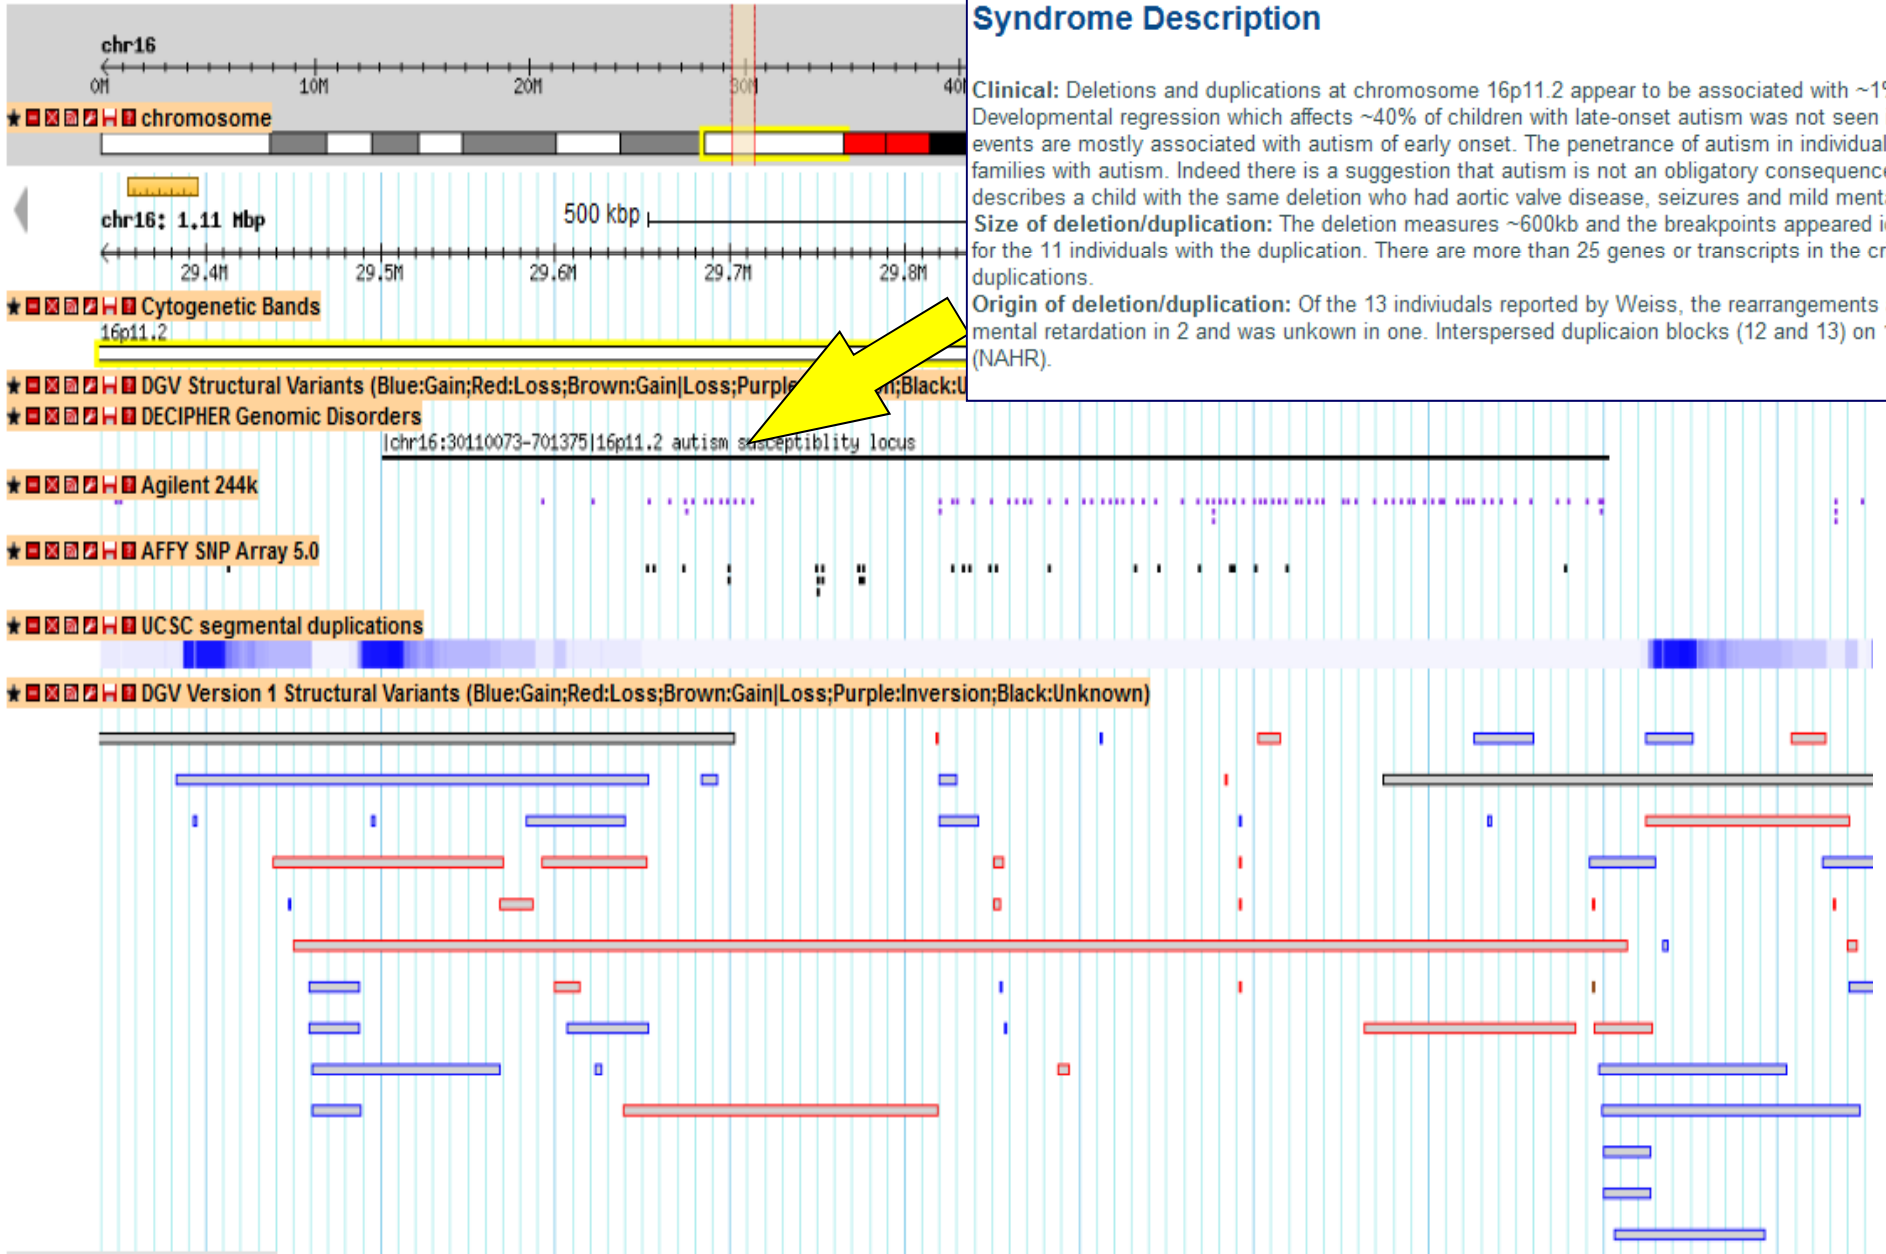 Syndrome Description
chr16
0M 10M 20M 30M 40
chromosome
Clinical: Deletions and duplications at chromosome 16p11.2 appear to be associated with ~1
Developmental regression which affects ~40% of children with late-onset autism was not seen
events are mostly associated with autism of early onset. The penetrance of autism in individual
families with autism. Indeed there is a suggestion that autism is not an obligatory consequence
describes a child with the same deletion who had aortic valve disease, seizures and mild menta
Size of deletion/duplication: The deletion measures ~600kb and the breakpoints appeared i
for the 11 individuals with the duplication. There are more than 25 genes or transcripts in the cr
duplications.
Origin of deletion/duplication: Of the 13 indiviudals reported by Weiss, the rearrangements
mental retardation in 2 and was unkown in one. Interspersed duplicaion blocks (12 and 13) on
(NAHR).
chr16: 1.11 Mbp
500 kbp
29.4M 29.5M 29.6M 29.7M 29.8M
Cytogenetic Bands
16p11.2
DGV Structural Variants (Blue:Gain;Red:Loss;Brown:Gain|Loss;Purple n;Black:U
DECIPHER Genomic Disorders
|chr16:30110073-701375|16p11.2 autism susceptiblity locus
Agilent 244k
AFFY SNP Array 5.0
UCSC segmental duplications
DGV Version 1 Structural Variants (Blue:Gain;Red:Loss;Brown:Gain|Loss;Purple:Inversion;Black:Unknown)